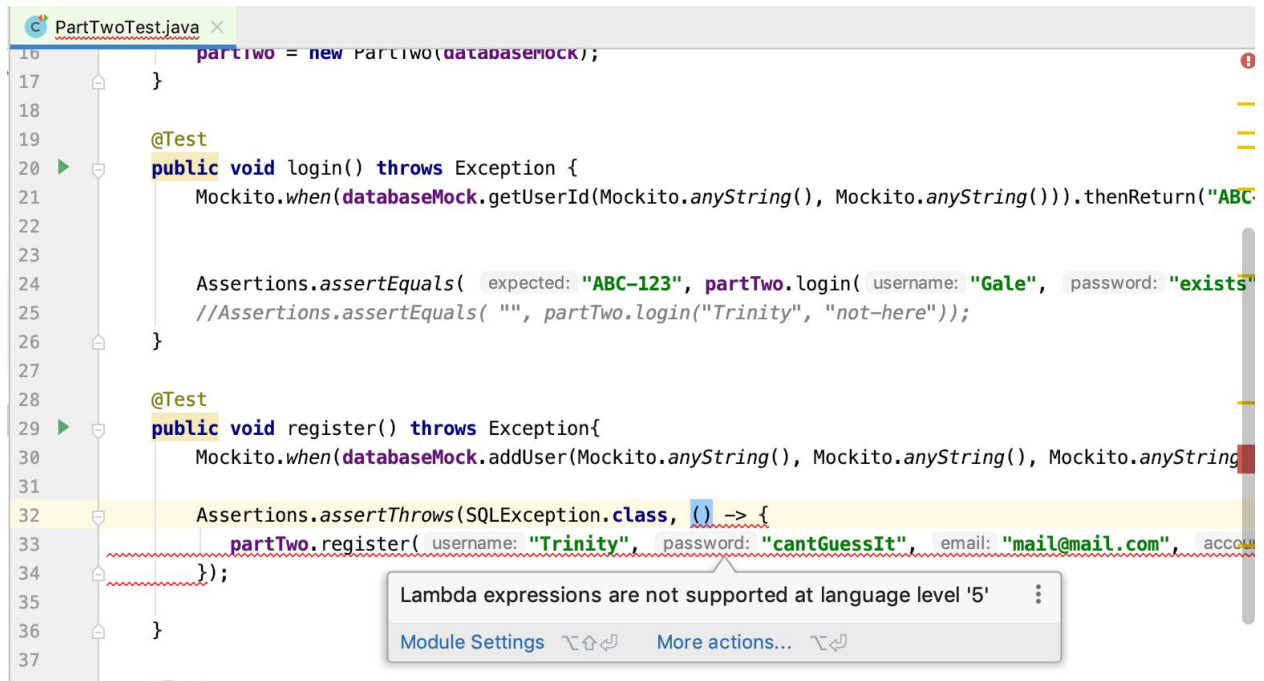 PartTwoTest.java
16 partTwo = new PartTwo(databaseMock);
17 }
18
19 @Test
20 public void login() throws Exception {
21 Mockito.when(databaseMock.getUserId(Mockito.anyString(), Mockito.anyString())).thenReturn("ABC-
22
23
24 Assertions.assertEquals( expected: "ABC-123", partTwo.login( username: "Gale", password: "exists"
25 //Assertions.assertEquals( "", partTwo.login("Trinity", "not-here"));
26 }
27
28 @Test
29 public void register() throws Exception{
30 Mockito.when(databaseMock.addUser(Mockito.anyString(), Mockito.anyString(), Mockito.anyString
31
32 Assertions.assertThrows(SQLException.class, () -> {
33 partTwo.register( username: "Trinity", password: "cantGuessIt", email: "mail@mail.com", accou
34 });
Lambda expressions are not supported at language level '5'
35
36 }
Module Settings ⌥⇧⏎ More actions... ⌥⏎
37